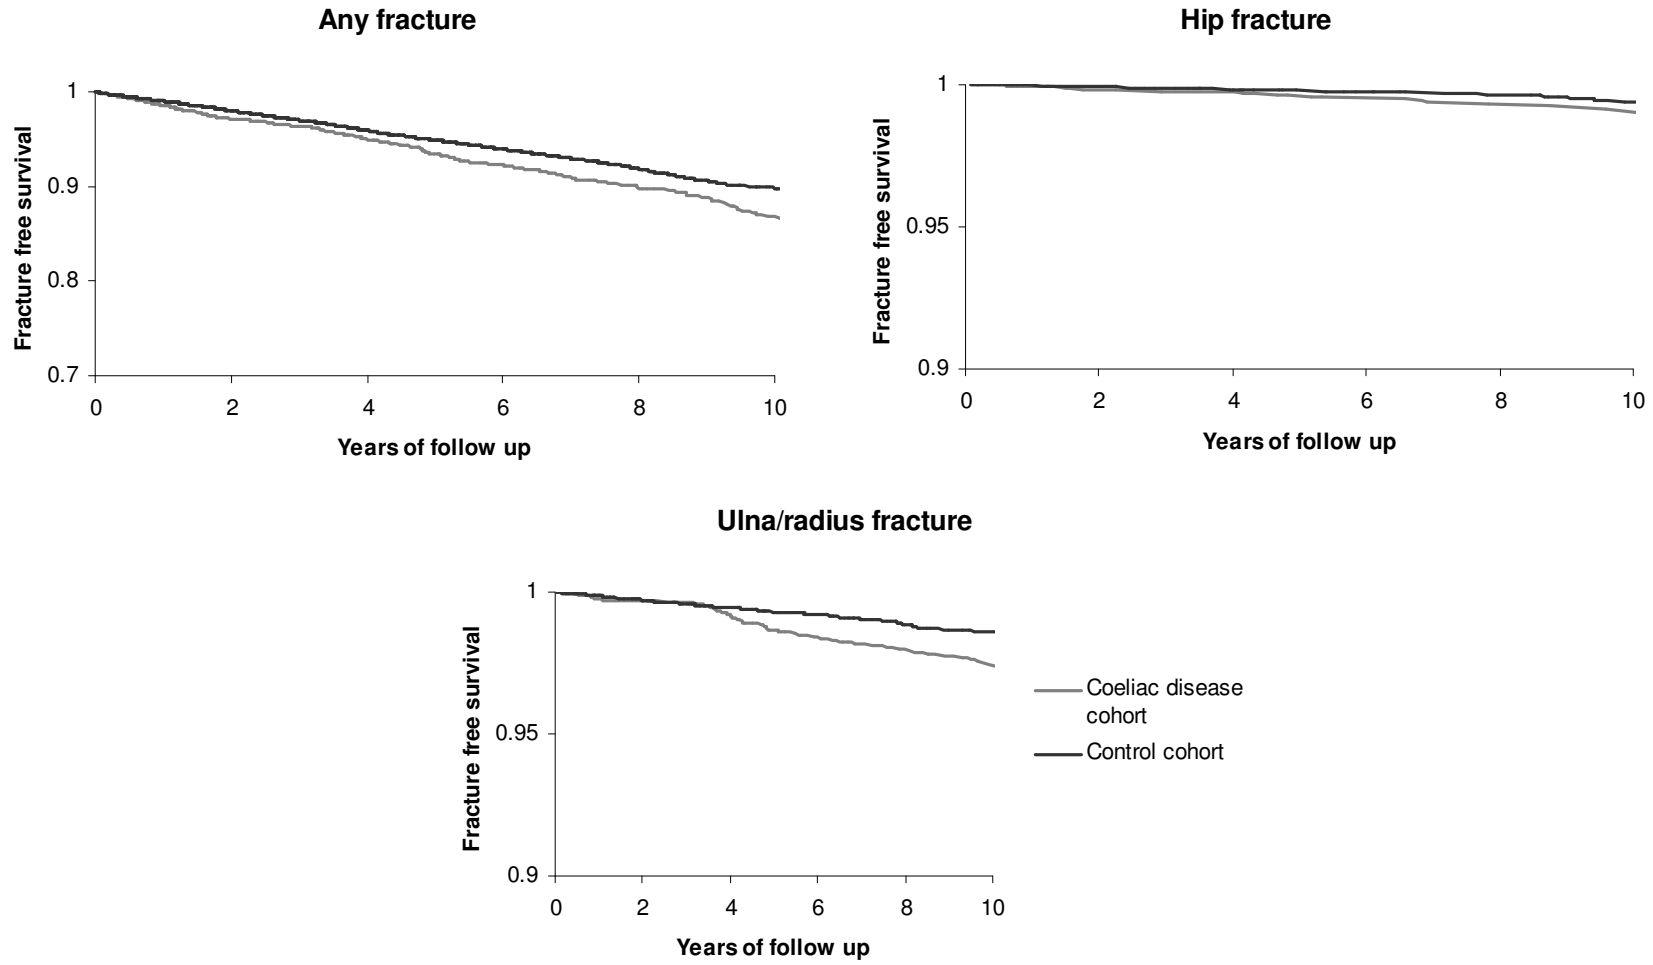 Any fracture
Fracture free survival
1
0.9
0.8
0.7
0 2 4 6 8 10
Years of follow up
Hip fracture
Fracture free survival
1
0.95
0.9
0 2 4 6 8 10
Years of follow up
Ulna/radius fracture
Fracture free survival
1
0.95
0.9
0 2 4 6 8 10
Years of follow up
Coeliac disease
cohort
Control cohort